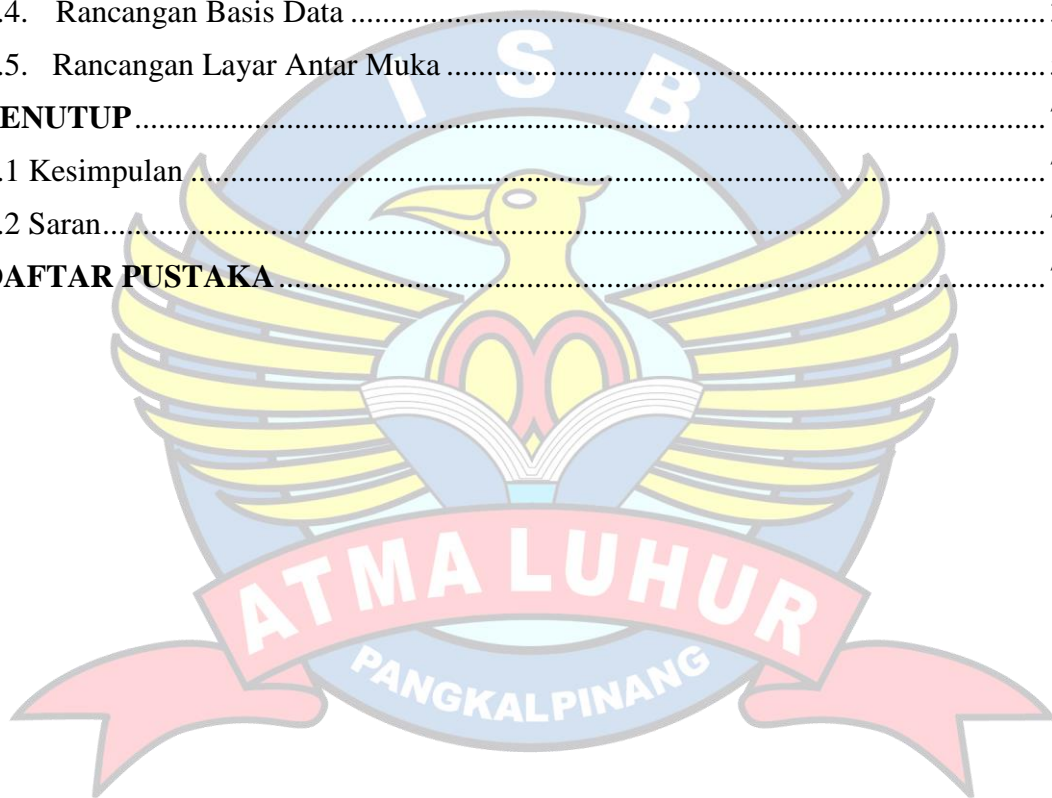 .4. Rancangan Basis Data ........................................................................................
.5. Rancangan Layar Antar Muka ............................................................................
ENUTUP ...................................................................................................................
.1 Kesimpulan ............................................................................................................
.2 Saran .......................................................................................................................
DAFTAR PUSTAKA .................................................................................................
I S B
ATMA LUHUR
PANGKALPINANG